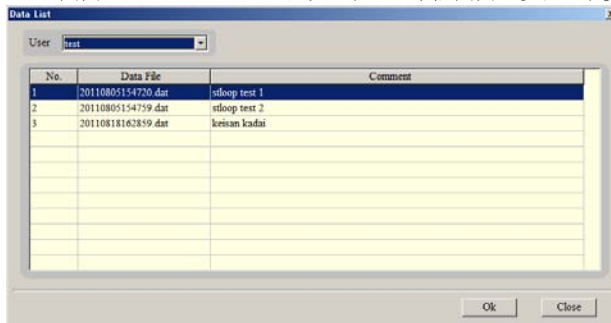 Data List
User test
No. Data File Comment
1 20110805154720.dat stloop test 1
2 20110805154759.dat stloop test 2
3 20110818162859.dat keisan kadai
Ok Close